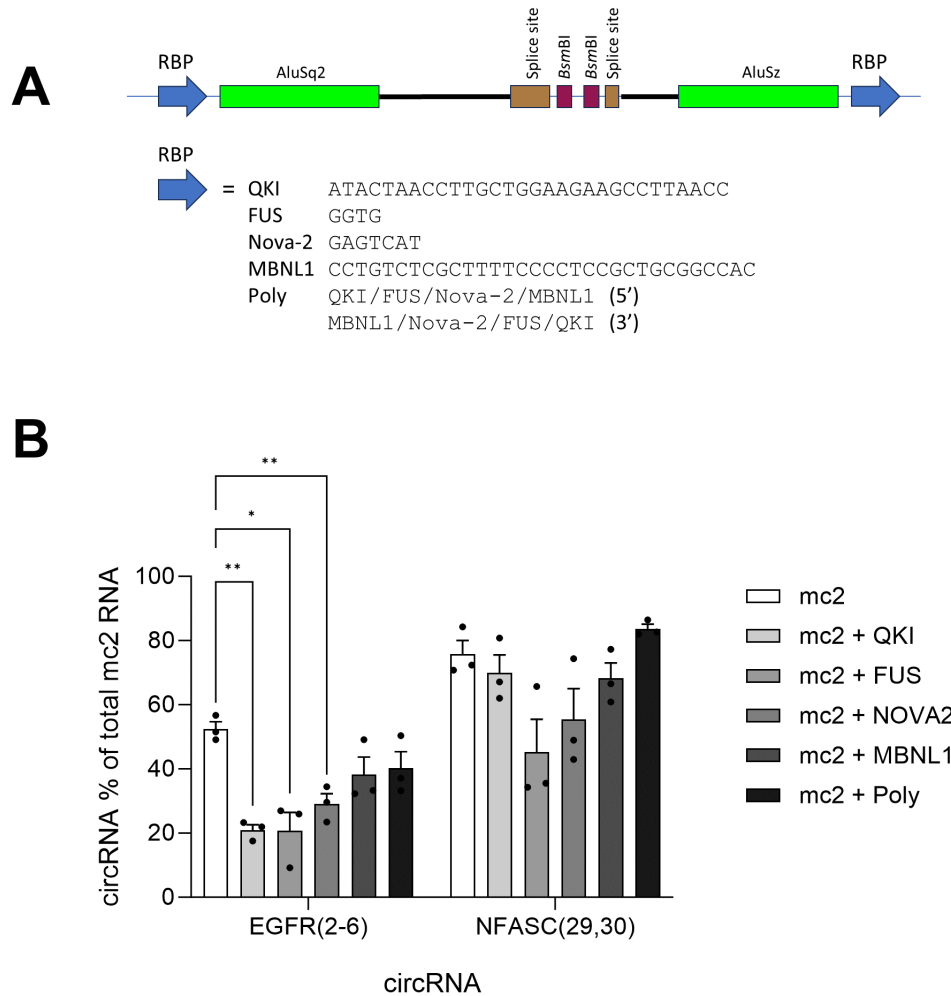 A
RBP
AluSq2
Splice site
BsmBI
BsmBI
Splice site
AluSz
RBP
RBP
= QKI ATACTAACCTTGCTGGAAGAAGCCTTAACC
FUS GGTG
Nova-2 GAGTCAT
MBNL1 CCTGTCTCGCTTTTCCCCTCCGCTGCGGCCAC
Poly QKI/FUS/Nova-2/MBNL1 (5’)
MBNL1/Nova-2/FUS/QKI (3’)
B
**
*
**
circRNA % of total mc2 RNA
100
80
60
40
20
0
EGFR(2-6)
NFASC(29,30)
circRNA
mc2
mc2 + QKI
mc2 + FUS
mc2 + NOVA2
mc2 + MBNL1
mc2 + Poly